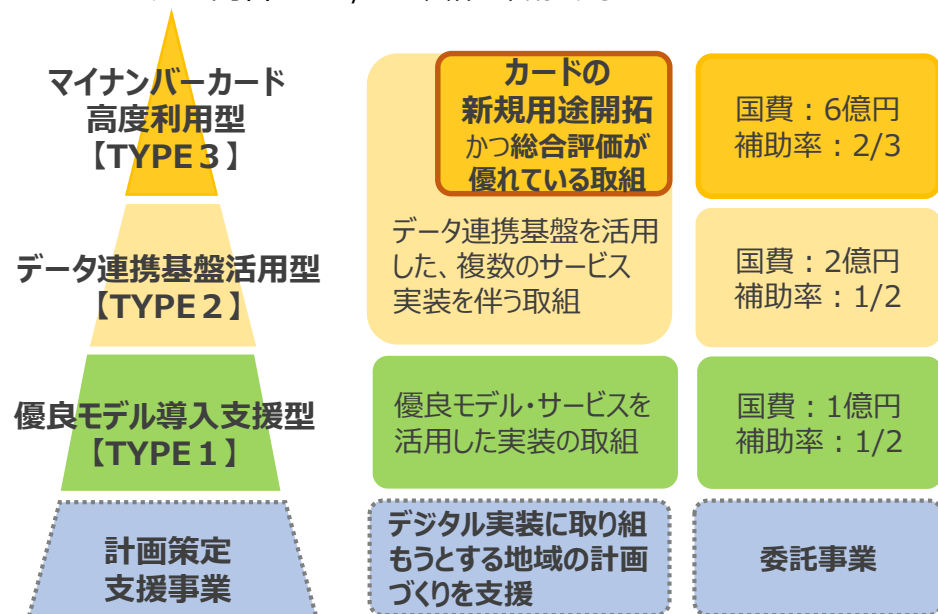 マイナンバーカード
高度利用型
【TYPE３】
カードの
新規用途開拓
かつ総合評価が
優れている取組
国費：6億円
補助率：2/3
データ連携基盤活用型
【TYPE２】
データ連携基盤を活用
した、複数のサービス
実装を伴う取組
国費：2億円
補助率：1/2
優良モデル導入支援型
【TYPE１】
優良モデル・サービスを
活用した実装の取組
国費：1億円
補助率：1/2
計画策定
支援事業
デジタル実装に取り組
もうとする地域の計画
づくりを支援
委託事業